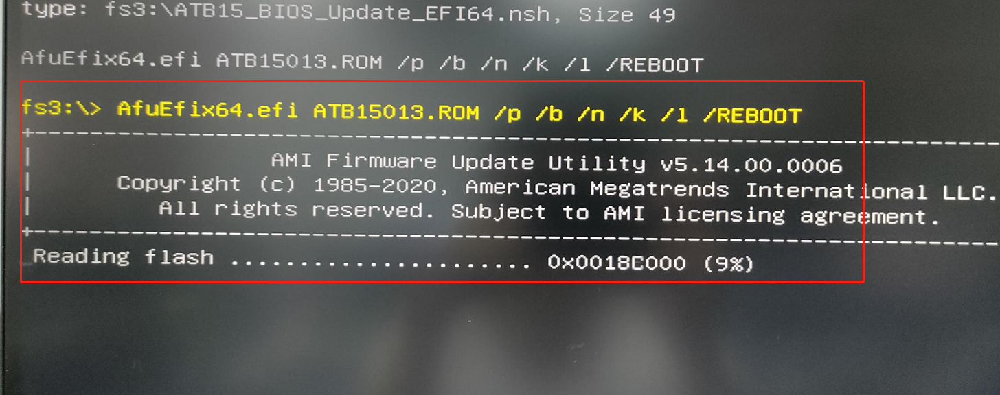 type: fs3:\ATB15_BIOS_Update_EFI64.nsh, Size 49
AfuEfix64.efi ATB15013.ROM /p /b /n /k /l /REBOOT
fs3:\> AfuEfix64.efi ATB15013.ROM /p /b /n /k /l /REBOOT
+------------------------------------------------------------
| AMI Firmware Update Utility v5.14.00.0006
| Copyright (c) 1985-2020, American Megatrends International LLC.
| All rights reserved. Subject to AMI licensing agreement.
+------------------------------------------------------------
Reading flash ...................... 0x0018E000 (9%)